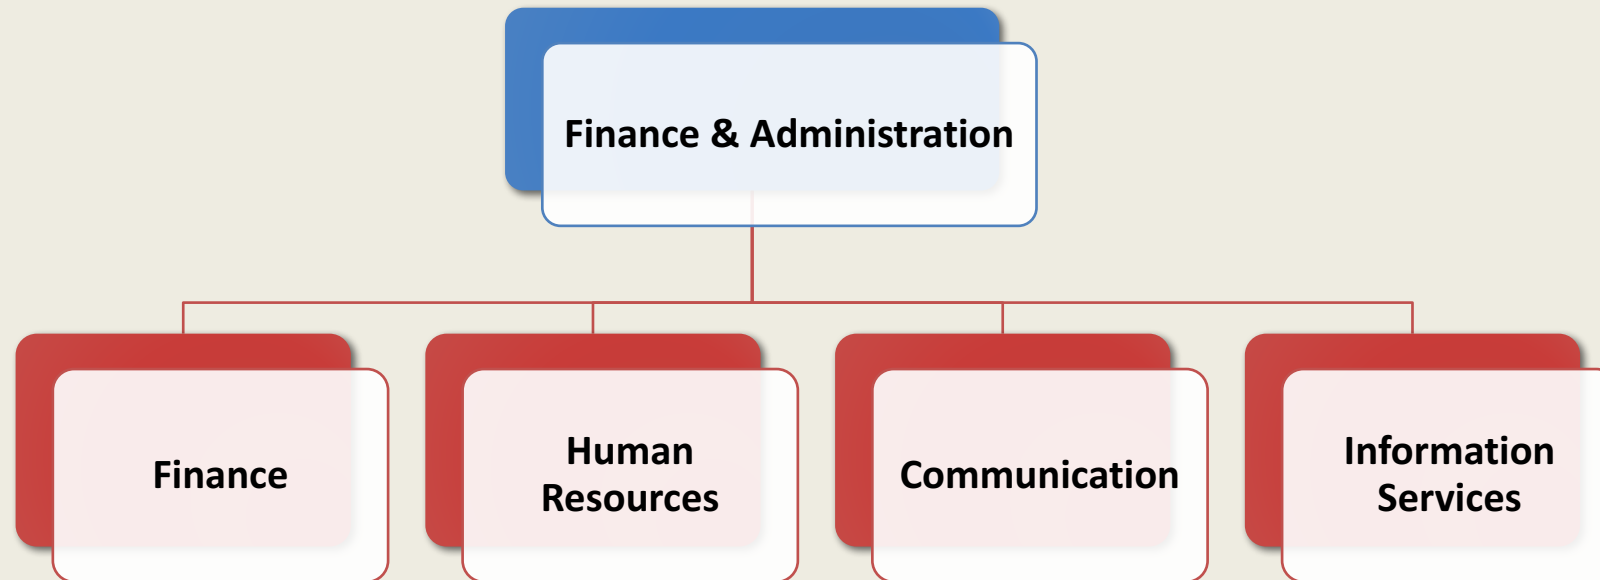 Finance & Administration
Finance
Human
Resources
Communication
Information
Services